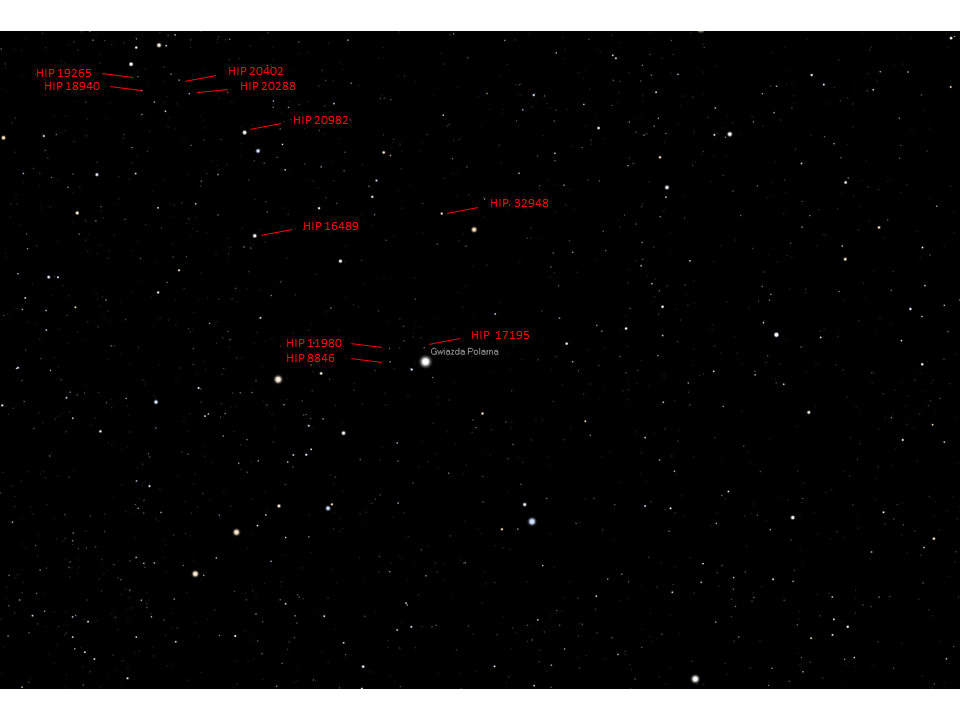 HIP 20402
HIP 19265
HIP 18940
HIP 20288
HIP 20982
HIP 32948
HIP 16489
HIP 17195
HIP 11980
Gwiazda Polarna
HIP 8846